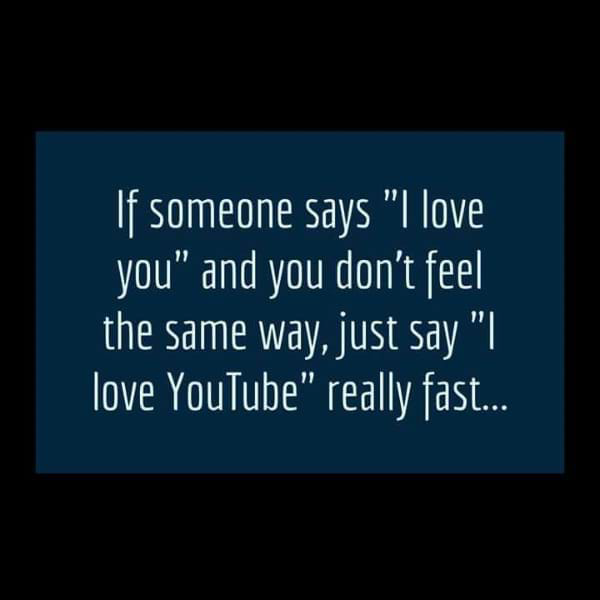 If someone says ”I love
you” and you don’t feel
the same way, just say ”I
love YouTube” really fast...